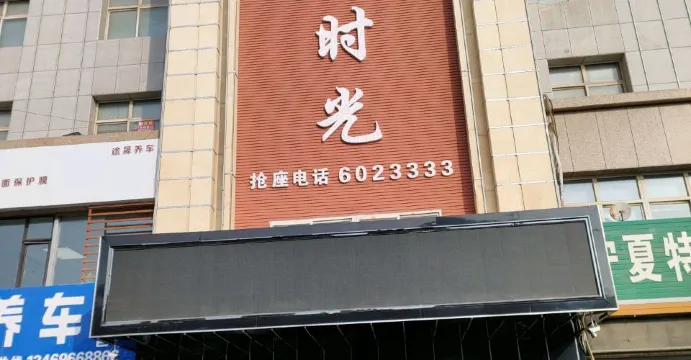 时光
抢座电话 6023333
途晟养车
面保护膜
养车
宁夏特